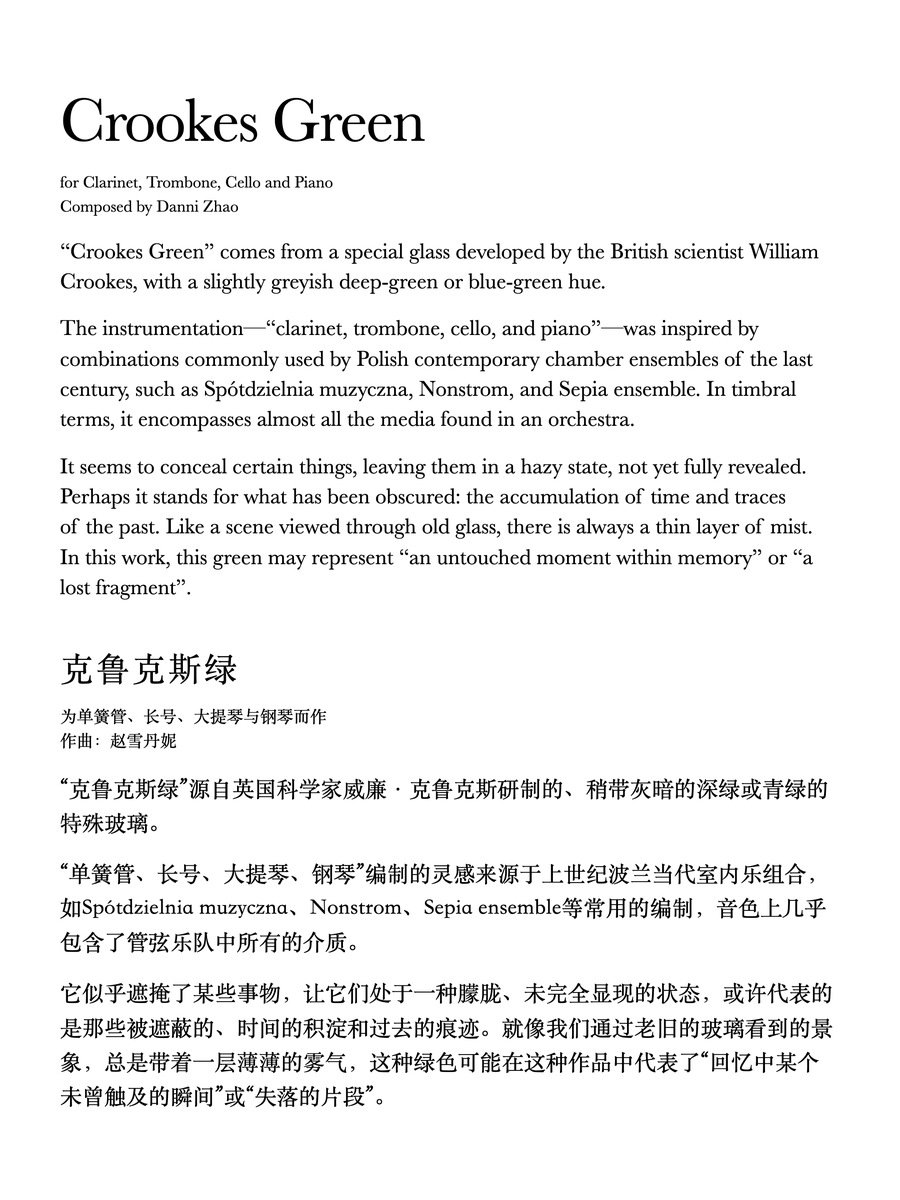 Crookes Green
for Clarinet, Trombone, Cello and Piano
Composed by Danni Zhao
“Crookes Green” comes from a special glass developed by the British scientist William
Crookes, with a slightly greyish deep-green or blue-green hue.
The instrumentation—“clarinet, trombone, cello, and piano”—was inspired by
combinations commonly used by Polish contemporary chamber ensembles of the last
century, such as Spótdzielnia muzyczna, Nonstrom, and Sepia ensemble. In timbral
terms, it encompasses almost all the media found in an orchestra.
It seems to conceal certain things, leaving them in a hazy state, not yet fully revealed.
Perhaps it stands for what has been obscured: the accumulation of time and traces
of the past. Like a scene viewed through old glass, there is always a thin layer of mist.
In this work, this green may represent “an untouched moment within memory” or “a
lost fragment”.
克鲁克斯绿
为单簧管、长号、大提琴与钢琴而作
作曲：赵雪丹妮
“克鲁克斯绿”源自英国科学家威廉·克鲁克斯研制的、稍带灰暗的深绿或青绿的
特殊玻璃。
“单簧管、长号、大提琴、钢琴”编制的灵感来源于上世纪波兰当代室内乐组合，
如Spótdzielnia muzyczna、Nonstrom、Sepia ensemble等常用的编制，音色上几乎
包含了管弦乐队中所有的介质。
它似乎遮掩了某些事物，让它们处于一种朦胧、未完全显现的状态，或许代表的
是那些被遮蔽的、时间的积淀和过去的痕迹。就像我们通过老旧的玻璃看到的景
象，总是带着一层薄薄的雾气，这种绿色可能在这种作品中代表了“回忆中某个
未曾触及的瞬间”或“失落的片段”。